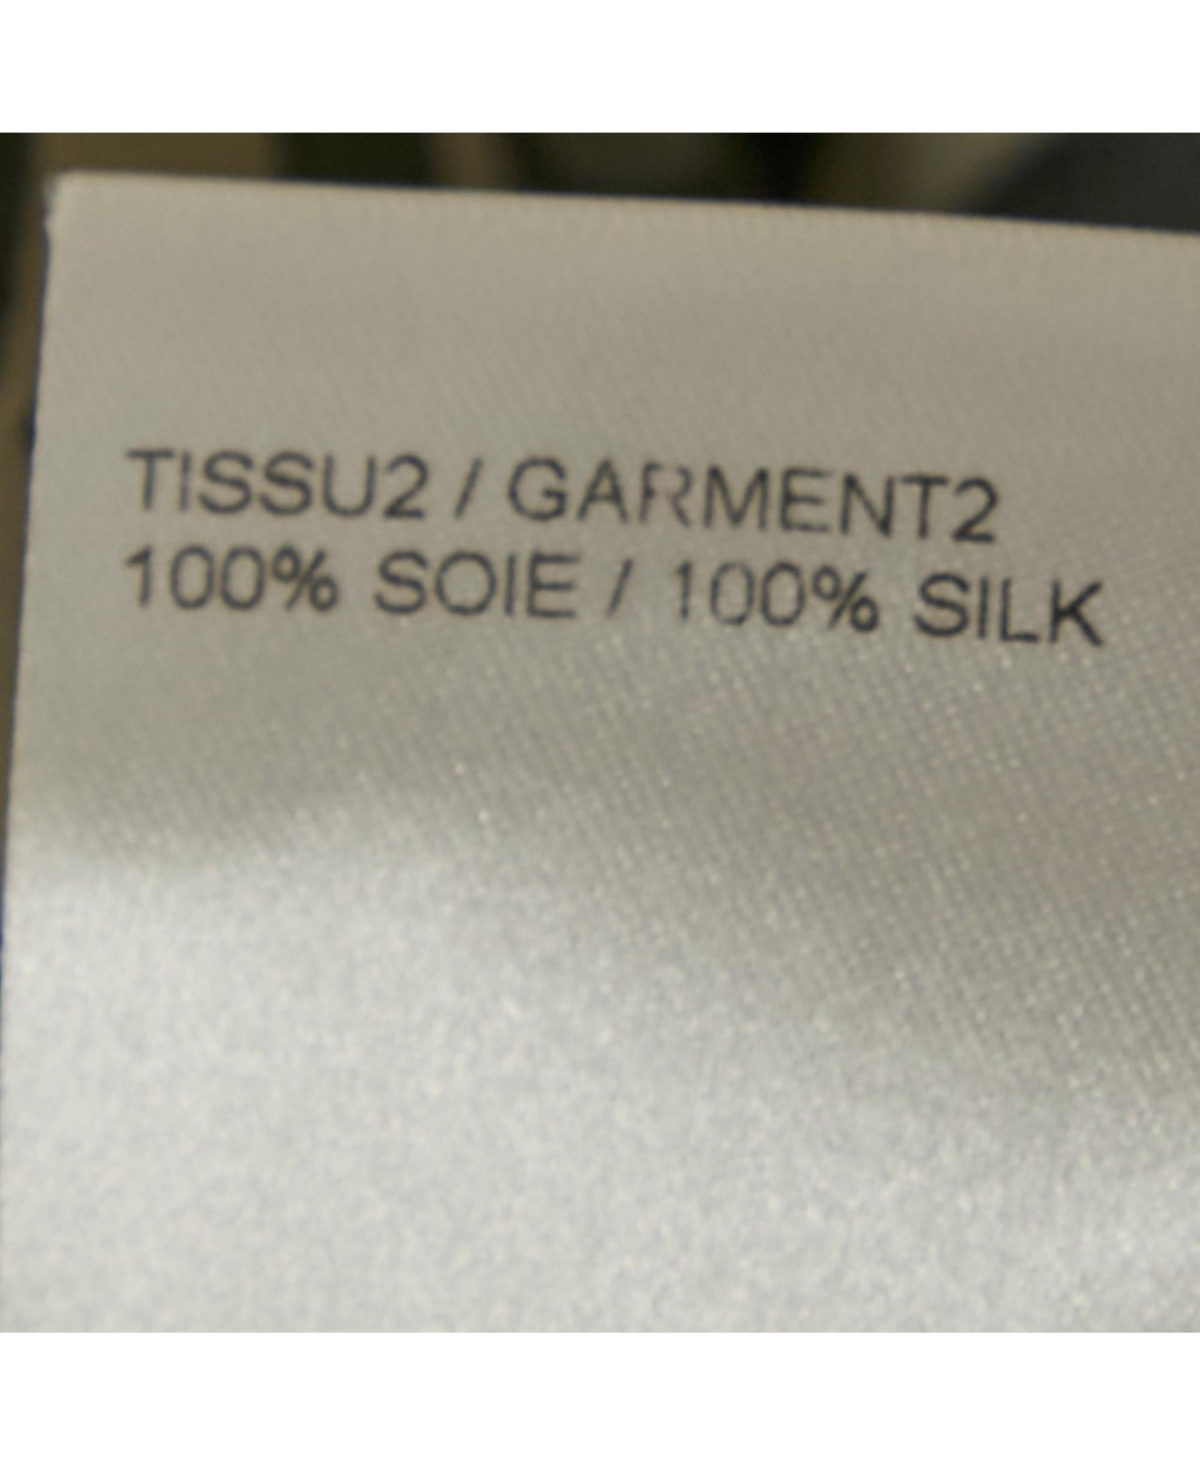 TISSU2 / GARMENT2
100% SOIE / 100% SILK